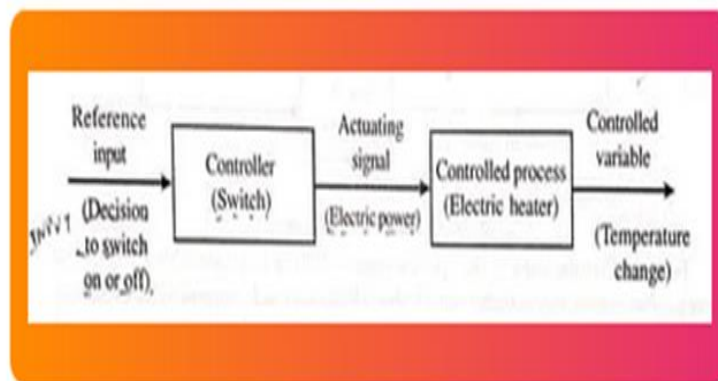 Reference
input
(Decision
to switch
on or off)
Controller
(Switch)
Actuating
signal
(Electric power)
Controlled process
(Electric heater)
Controlled
variable
(Temperature
change)